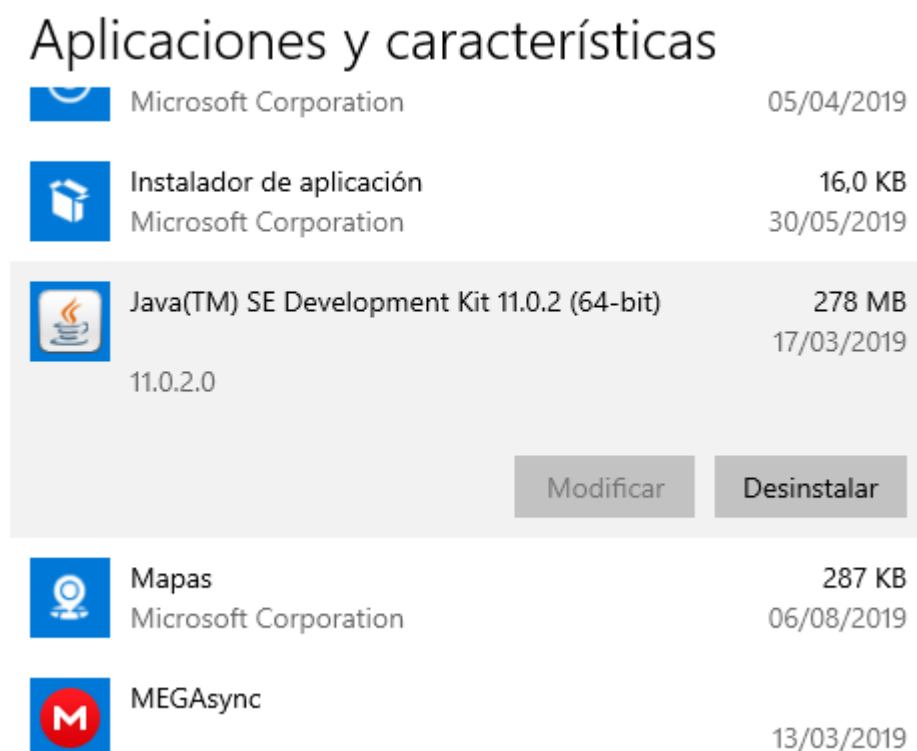 Aplicaciones y características
Microsoft Corporation 05/04/2019
Instalador de aplicación 16,0 KB
Microsoft Corporation 30/05/2019
Java(TM) SE Development Kit 11.0.2 (64-bit) 278 MB
17/03/2019
11.0.2.0
Modificar Desinstalar
Mapas 287 KB
Microsoft Corporation 06/08/2019
MEGAsync
13/03/2019